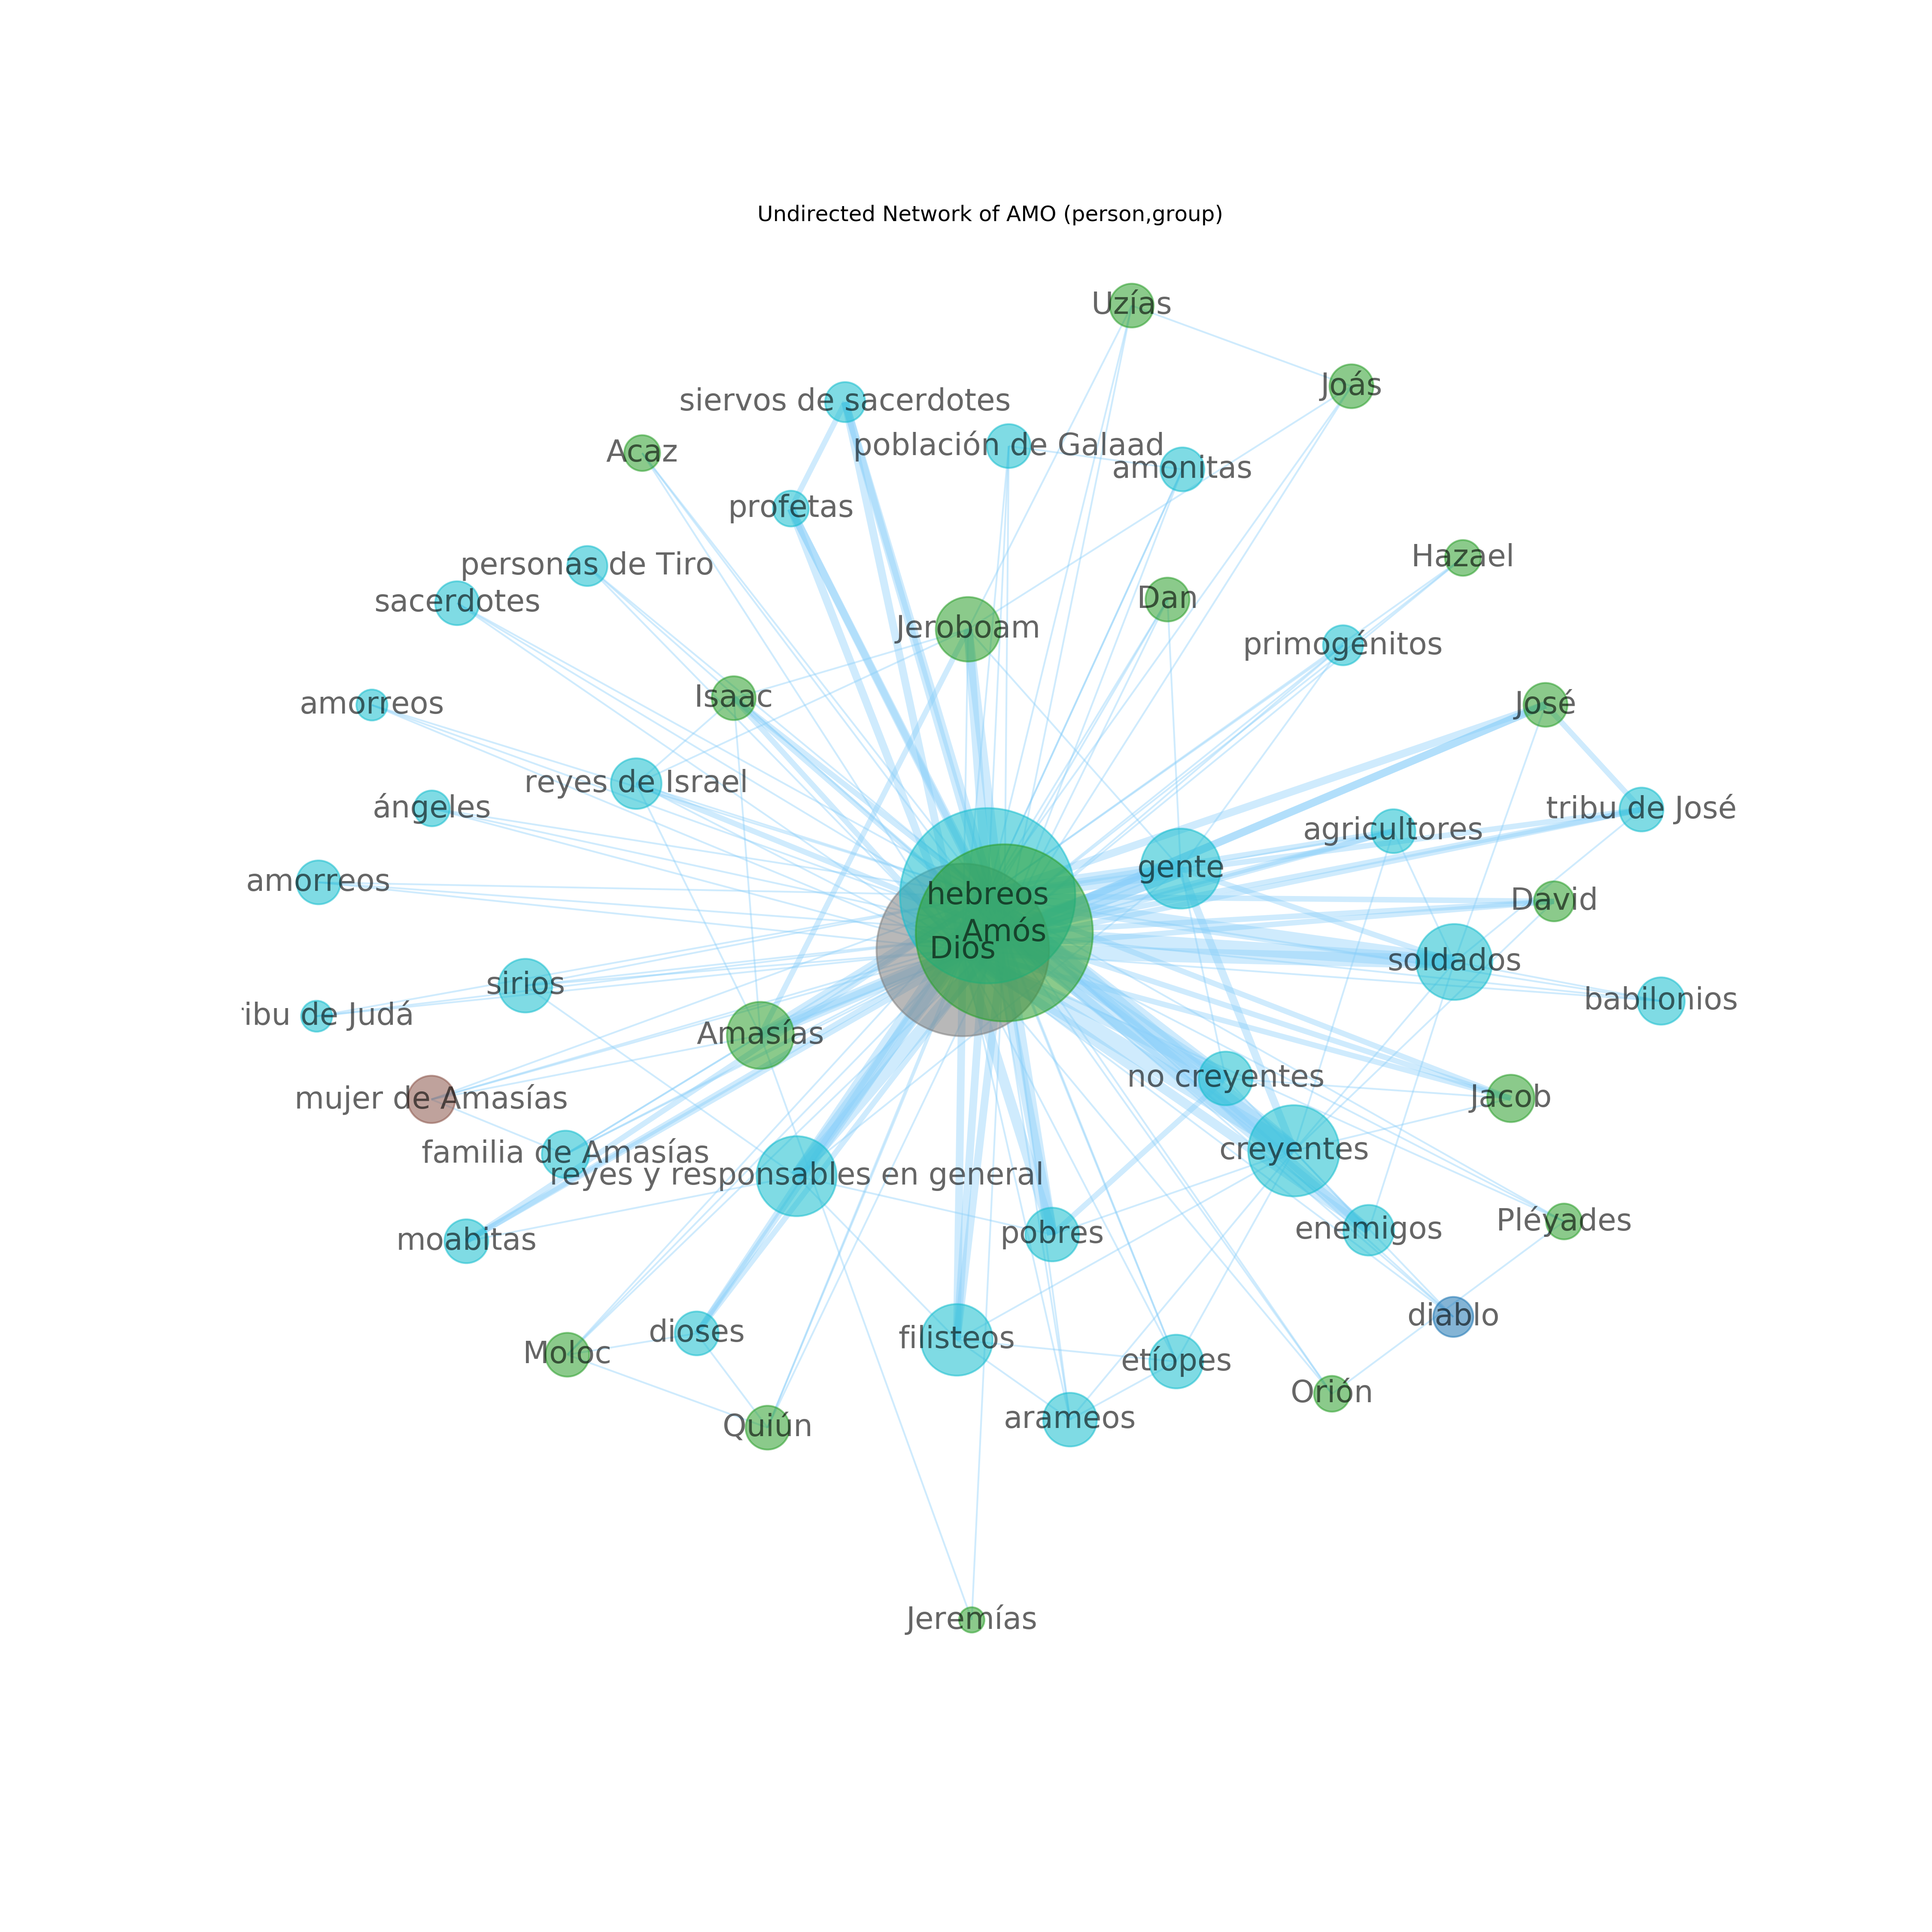 Undirected Network of AMO (person,group)
Uzías
Joás
siervos de sacerdotes
población de Galaad
Acaz
amonitas
profetas
Hazael
personas de Tiro
Dan
sacerdotes
Jeroboam
primogénitos
Isaac
José
amorreos
reyes de Israel
ángeles
tribu de José
agricultores
gente
amorreos
hebreos
David
Amós
Dios
soldados
sirios
babilonios
ibu de Judá
Amasías
no creyentes
mujer de Amasías
Jacob
familia de Amasías
creyentes
reyes y responsables en general
Pléyades
enemigos
pobres
moabitas
diablo
dioses
filisteos
Moloc
etíopes
Orión
arameos
Quiún
Jeremías